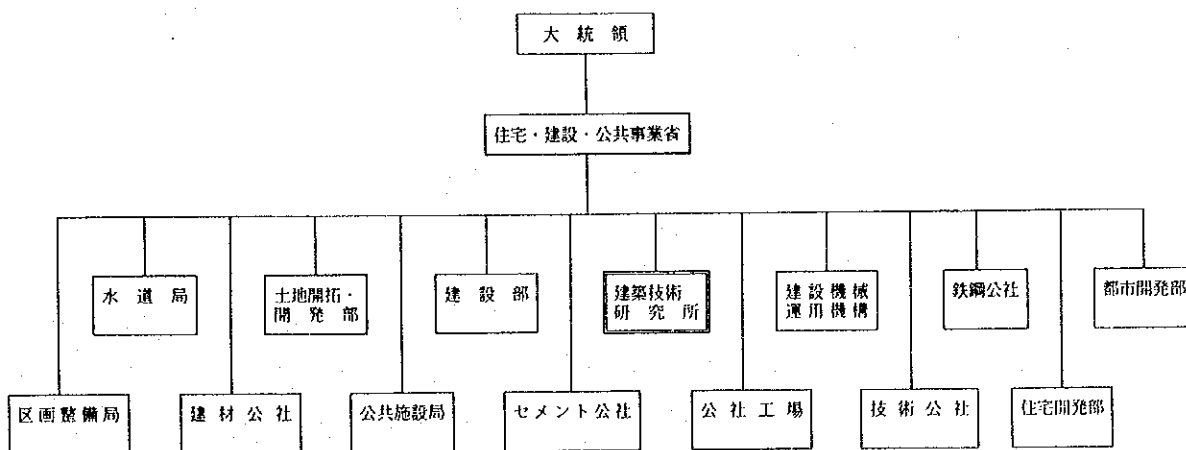 大統領
住宅・建設・公共事業省
水道局
土地開拓・
開発部
建設部
建築技術
研究所
建設機械
運用機構
鉄鋼公社
都市開発部
区画整備局
建材公社
公共施設局
セメント公社
公社工場
技術公社
住宅開発部